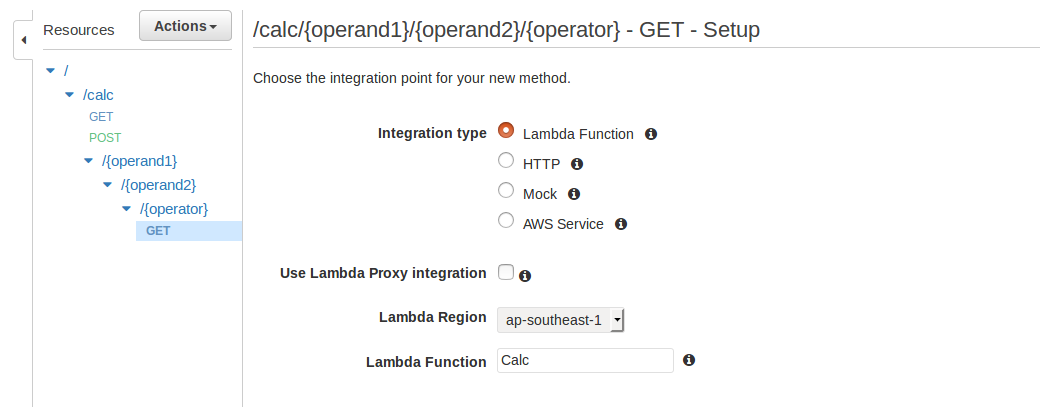 Resources
Actions
/
/calc
GET
POST
/{operand1}
/{operand2}
/{operator}
GET
/calc/{operand1}/{operand2}/{operator} - GET - Setup
Choose the integration point for your new method.
Integration type
Lambda Function
HTTP
Mock
AWS Service
Use Lambda Proxy integration
Lambda Region ap-southeast-1
Lambda Function Calc